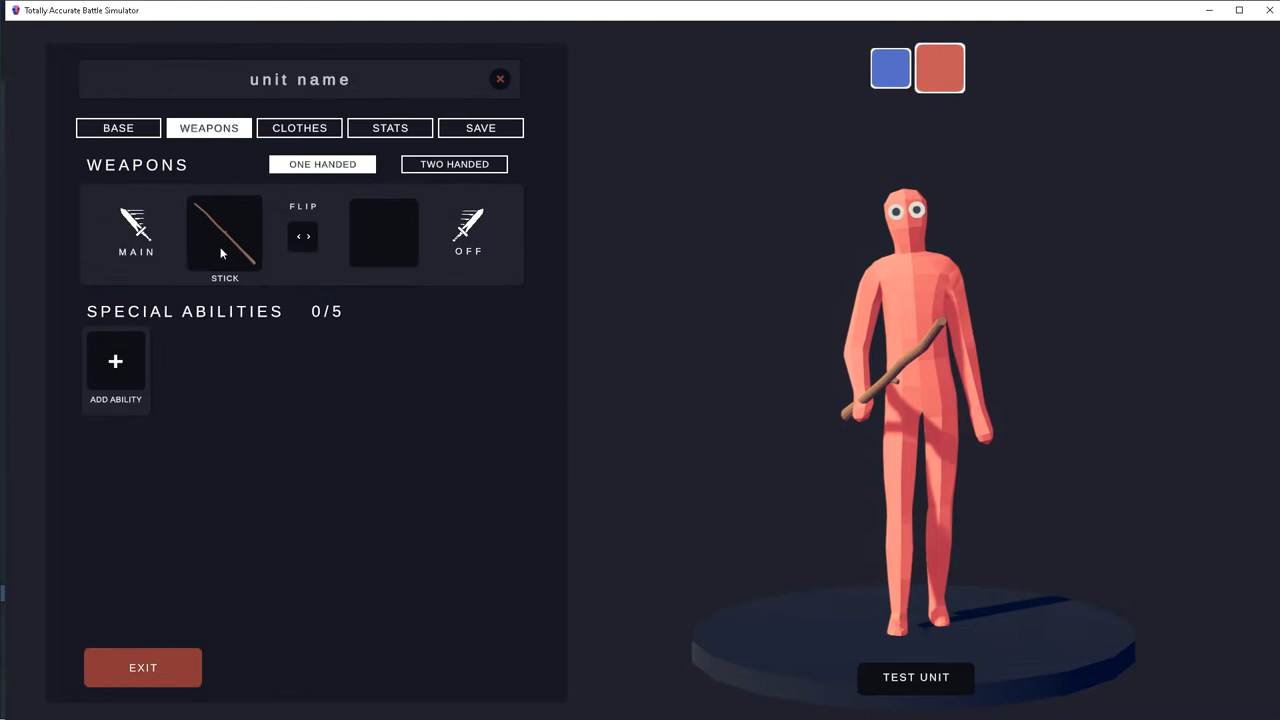 Totally Accurate Battle Simulator
unit name
BASE WEAPONS CLOTHES STATS SAVE
WEAPONS ONE HANDED TWO HANDED
MAIN FLIP OFF
STICK
SPECIAL ABILITIES 0/5
+
ADD ABILITY
EXIT
TEST UNIT